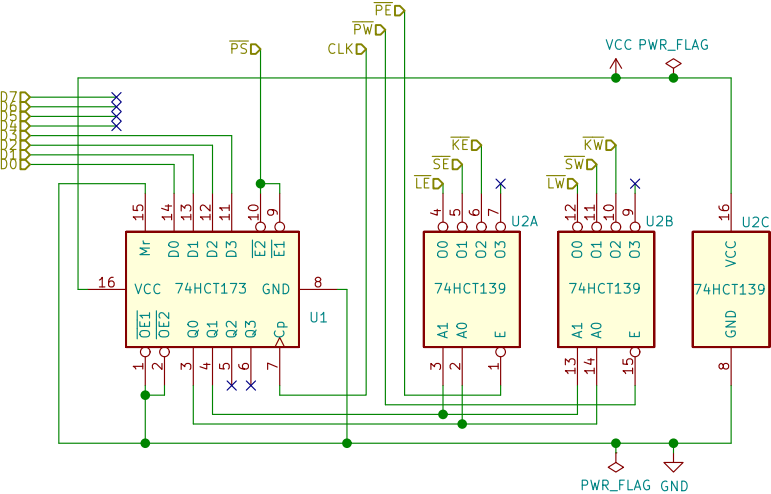 PE
PW
PS
CLK
VCC PWR_FLAG
D7
D6
D5
D4
D3
D2
D1
D0
KE
KW
SE
SW
LE
LW
15 14 13 12 11 10 9
4 5 6 7
12 11 10 9
16
U2A
U2B
U2C
Mr D0 D1 D2 D3 E2 E1
O0 O1 O2 O3
O0 O1 O2 O3
VCC
16 VCC 74HCT173 GND 8
74HCT139
74HCT139
74HCT139
U1
OE1 OE2 Q0 Q1 Q2 Q3 Cp
A1 A0 E
A1 A0 E
GND
1 2 3 4 5 6 7
3 2 1
13 14 15
8
PWR_FLAG GND